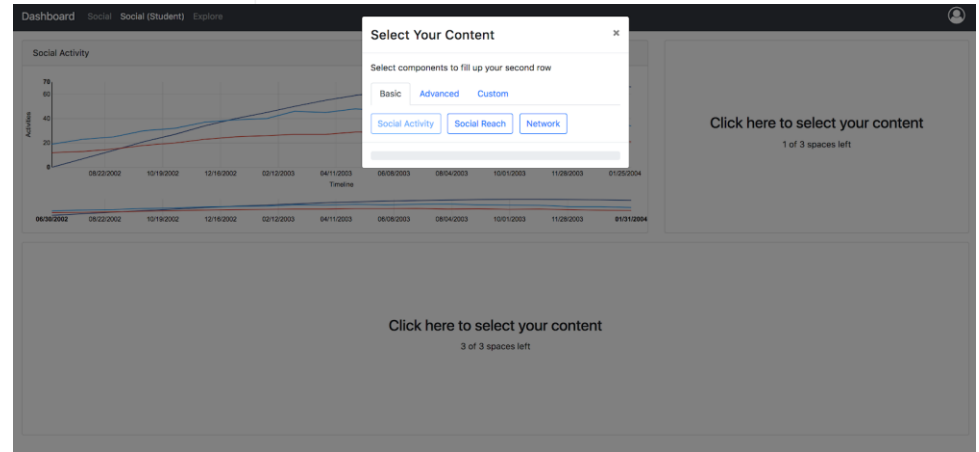 Dashboard Social Social (Student) Explore
Select Your Content ×
Select components to fill up your second row
Basic Advanced Custom
Social Activity Social Reach Network
Social Activity
70
60
40
20
0
Activities
08/22/2002 10/19/2002 12/16/2002 02/12/2003 04/11/2003 06/08/2003 08/04/2003 10/01/2003 11/28/2003 01/25/2004
Timeline
06/30/2002 08/22/2002 10/19/2002 12/16/2002 02/12/2003 04/11/2003 06/08/2003 08/04/2003 10/01/2003 11/28/2003 01/31/2004
Click here to select your content
1 of 3 spaces left
Click here to select your content
3 of 3 spaces left